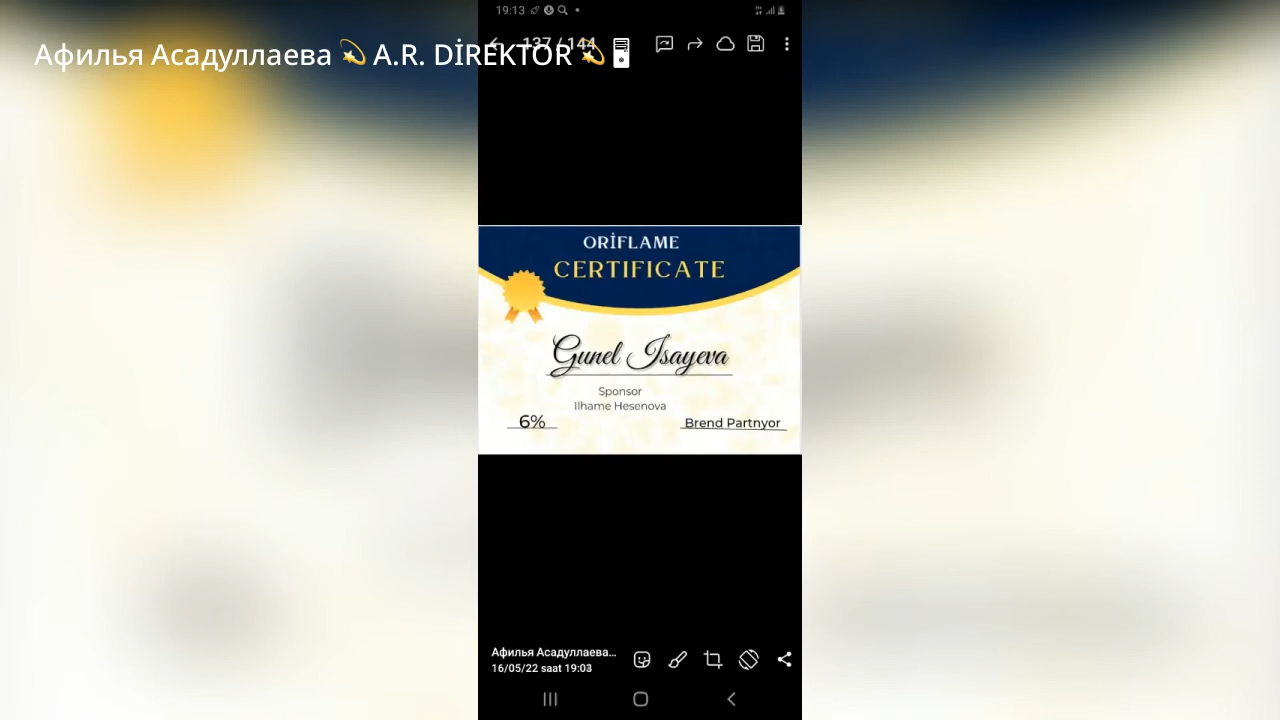 19:13
Афилья Асадуллаева 💫 A.R. DİREKTOR 💫🖥
137 / 144
ORİFLAME
CERTIFICATE
Gunel Isayeva
Sponsor
Ilhame Hesenova
6%
Brend Partnyor
Афилья Асадуллаева...
16/05/22 saat 19:03